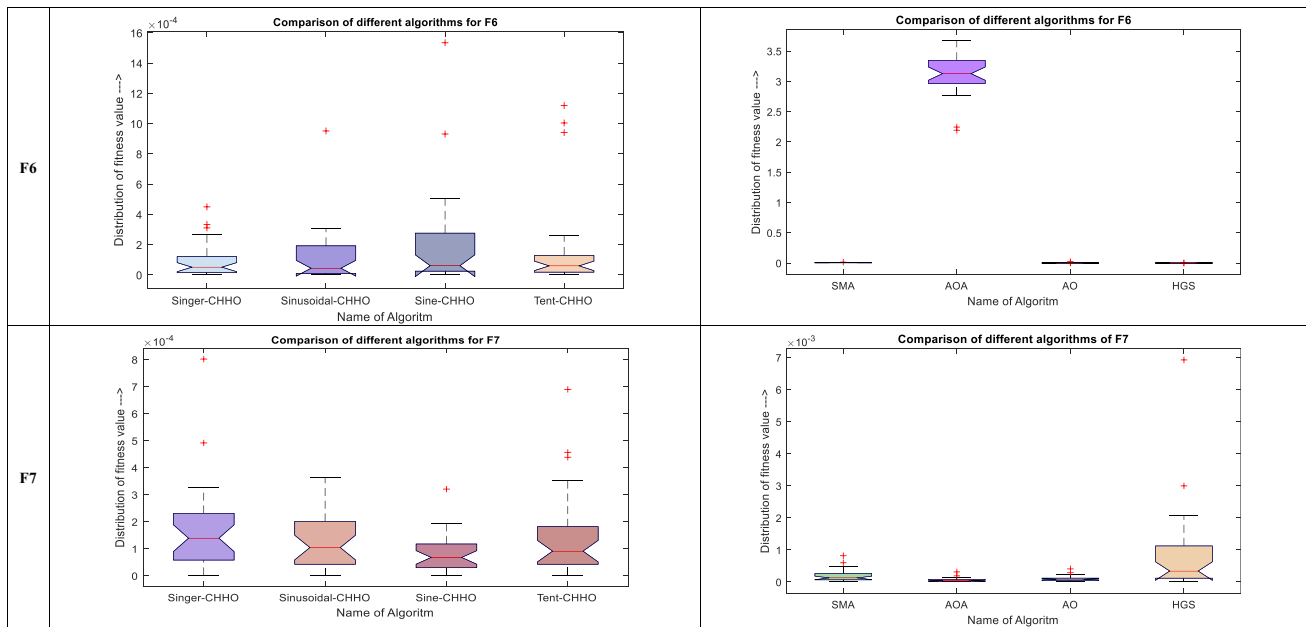 F6
Comparison of different algorithms for F6
×10-4
16
14
12
10
8
6
4
2
0
Distribution of fitness value --->
Singer-CHHO Sinusoidal-CHHO Sine-CHHO Tent-CHHO
Name of Algoritm
Comparison of different algorithms for F6
3.5
3
2.5
2
1.5
1
0.5
0
Distribution of fitness value --->
SMA AOA AO HGS
Name of Algoritm
F7
Comparison of different algorithms for F7
×10-4
8
7
6
5
4
3
2
1
0
Distribution of fitness value --->
Singer-CHHO Sinusoidal-CHHO Sine-CHHO Tent-CHHO
Name of Algoritm
Comparison of different algorithms of F7
×10-3
7
6
5
4
3
2
1
0
Distribution of fitness value --->
SMA AOA AO HGS
Name of Algoritm